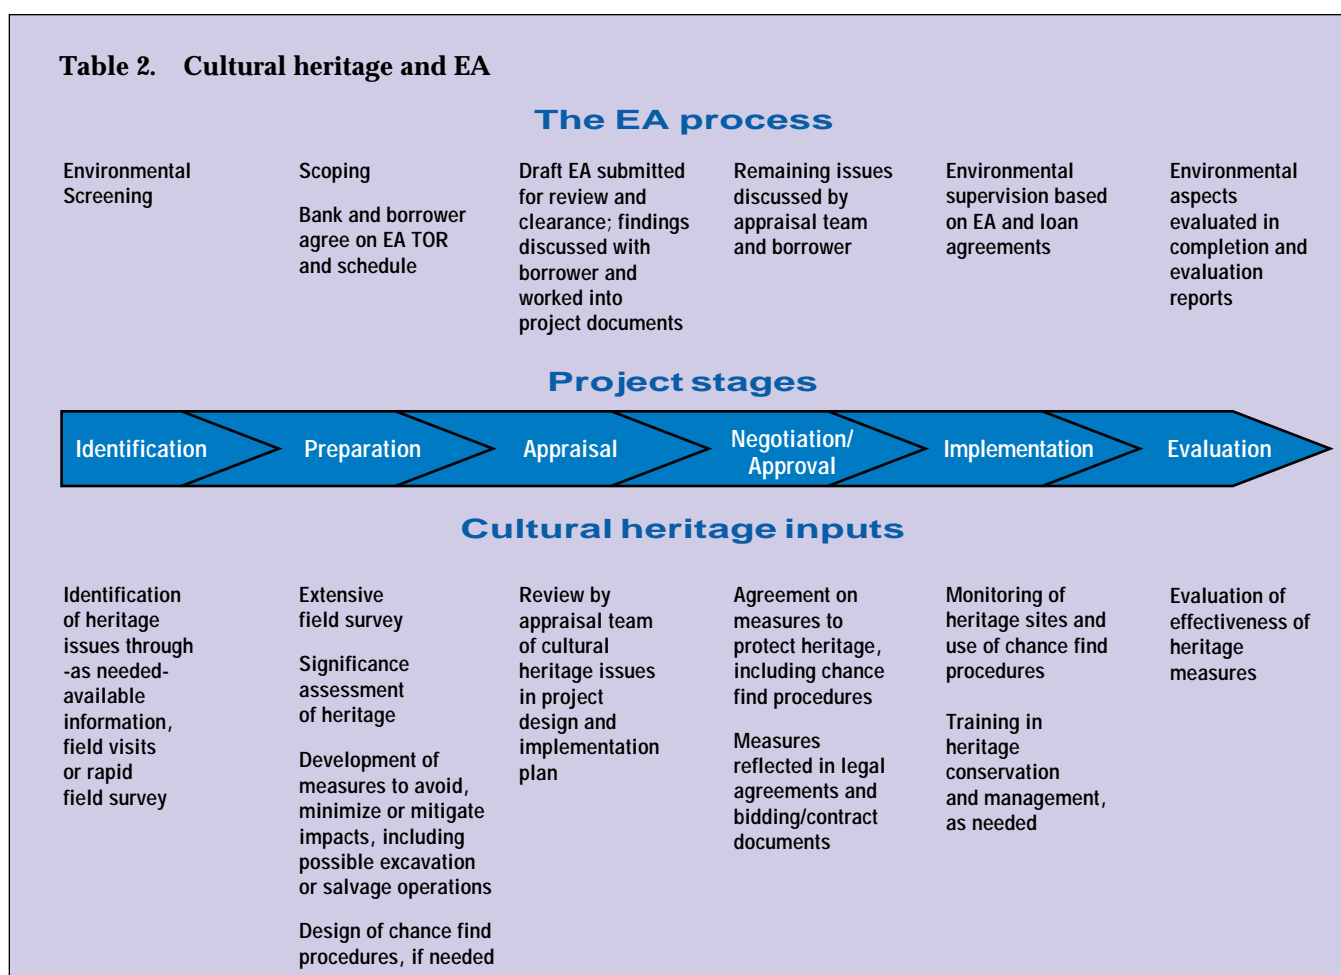 Table 2. Cultural heritage and EA
The EA process
Environmental
Screening
Scoping
Bank and borrower
agree on EA TOR
and schedule
Draft EA submitted
for review and
clearance; findings
discussed with
borrower and
worked into
project documents
Remaining issues
discussed by
appraisal team
and borrower
Environmental
supervision based
on EA and loan
agreements
Environmental
aspects
evaluated in
completion and
evaluation
reports
Project stages
Identification
Preparation
Appraisal
Negotiation/
Approval
Implementation
Evaluation
Cultural heritage inputs
Identification
of heritage
issues through
-as needed-
available
information,
field visits
or rapid
field survey
Extensive
field survey
Significance
assessment
of heritage
Development of
measures to avoid,
minimize or mitigate
impacts, including
possible excavation
or salvage operations
Design of chance find
procedures, if needed
Review by
appraisal team
of cultural
heritage issues
in project
design and
implementation
plan
Agreement on
measures to
protect heritage,
including chance
find procedures
Measures
reflected in legal
agreements and
bidding/contract
documents
Monitoring of
heritage sites and
use of chance find
procedures
Training in
heritage
conservation
and management,
as needed
Evaluation of
effectiveness of
heritage
measures